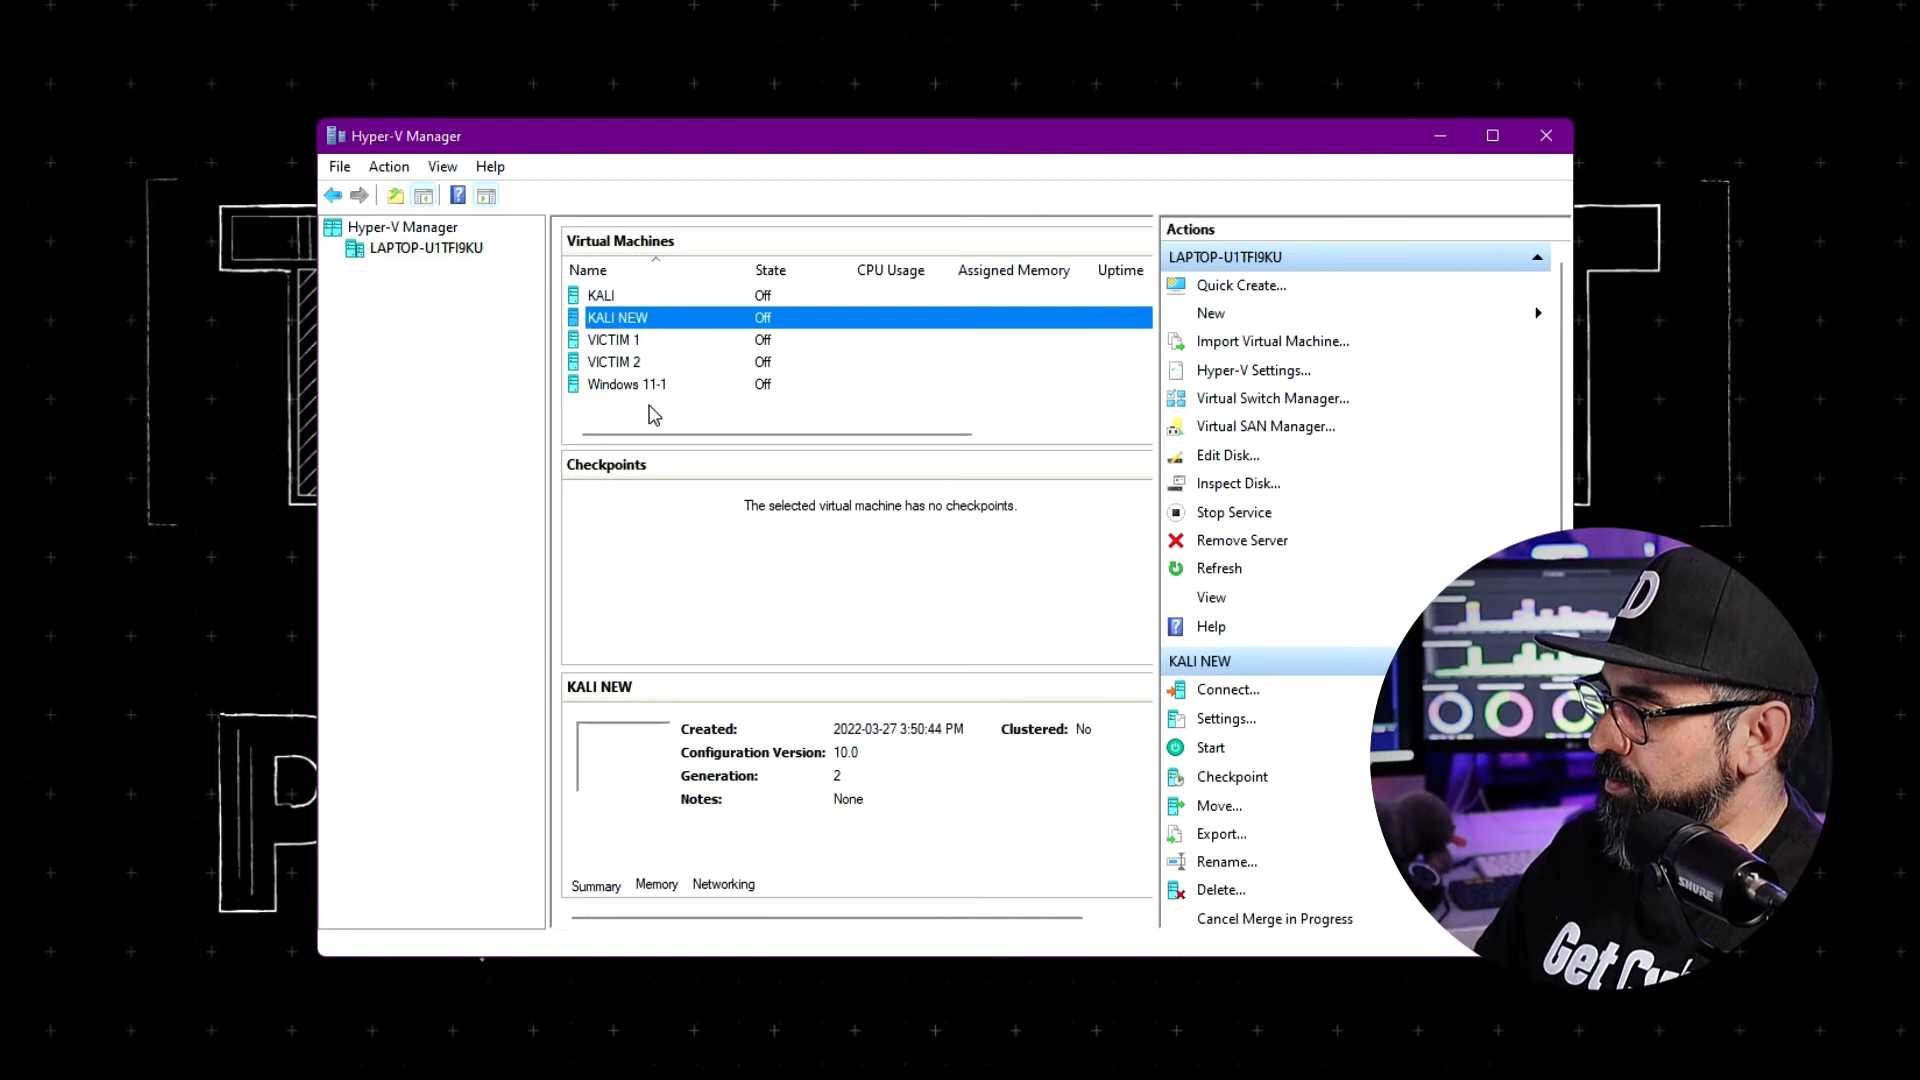 Hyper-V Manager
File Action View Help
Hyper-V Manager
LAPTOP-U1TFI9KU
Virtual Machines
Name State CPU Usage Assigned Memory Uptime
KALI Off
KALI NEW Off
VICTIM 1 Off
VICTIM 2 Off
Windows 11-1 Off
Checkpoints
The selected virtual machine has no checkpoints.
KALI NEW
Created: 2022-03-27 3:50:44 PM Clustered: No
Configuration Version: 10.0
Generation: 2
Notes: None
Summary Memory Networking
Actions
LAPTOP-U1TFI9KU
Quick Create...
New
Import Virtual Machine...
Hyper-V Settings...
Virtual Switch Manager...
Virtual SAN Manager...
Edit Disk...
Inspect Disk...
Stop Service
Remove Server
Refresh
View
Help
KALI NEW
Connect...
Settings...
Start
Checkpoint
Move...
Export...
Rename...
Delete...
Cancel Merge in Progress
D
SHURE
Get